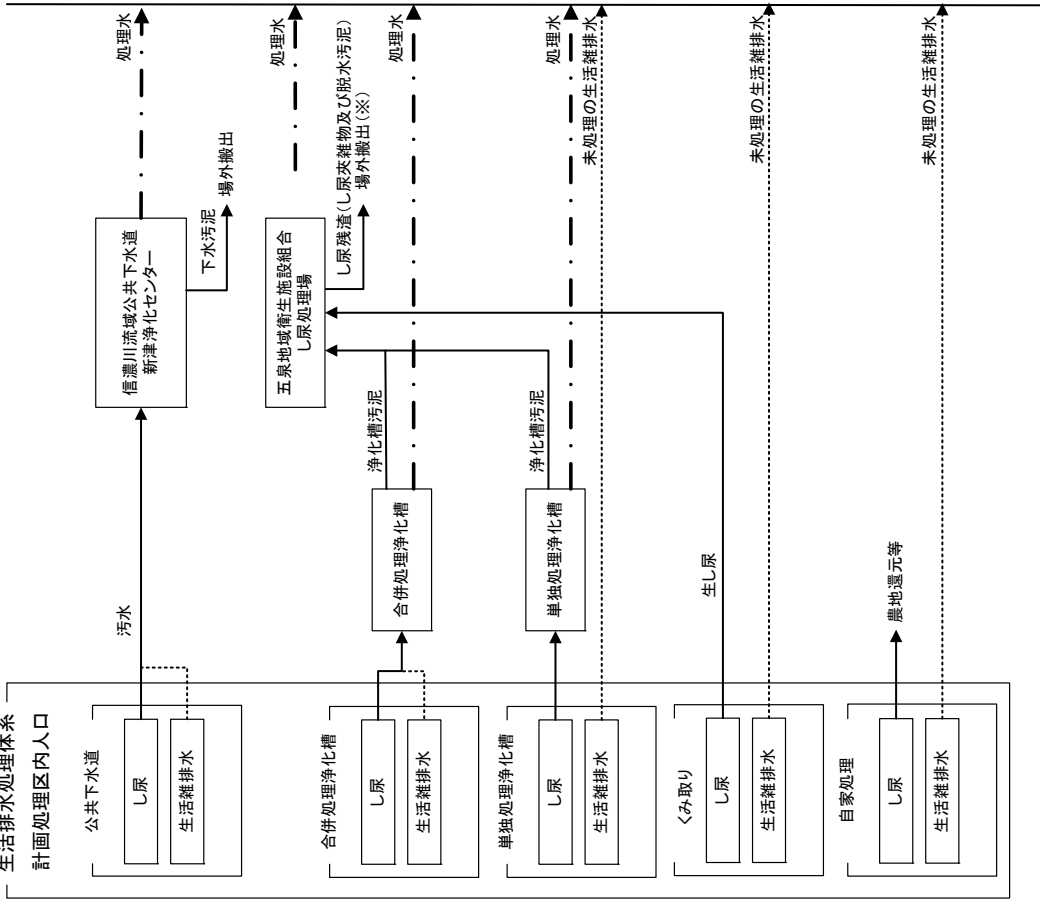 生活排水処理体系
計画処理区内人口
公共下水道
し尿
生活雑排水
汚水
信濃川流域公共下水道
新津浄化センター
下水汚泥
場外搬出
処理水
五泉地域衛生施設組合
し尿処理場
し尿残渣(し尿夾雑物及び脱水汚泥)
場外搬出(※)
処理水
合併処理浄化槽
し尿
生活雑排水
合併処理浄化槽
浄化槽汚泥
処理水
単独処理浄化槽
し尿
生活雑排水
単独処理浄化槽
浄化槽汚泥
処理水
未処理の生活雑排水
くみ取り
し尿
生活雑排水
生し尿
未処理の生活雑排水
自家処理
し尿
生活雑排水
農地還元等
未処理の生活雑排水